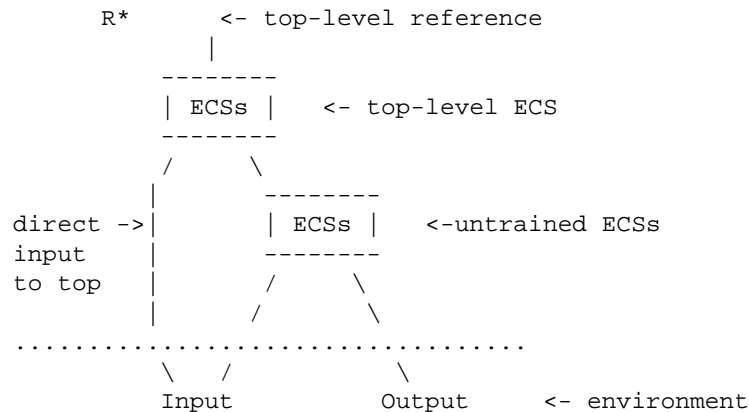 R* <- top-level reference
|
--------
| ECSs | <- top-level ECS
--------
/ \
| --------
direct ->| | ECSs | <-untrained ECSs
input | --------
to top | / \
| / \
...................................
\ / \
Input Output <- environment